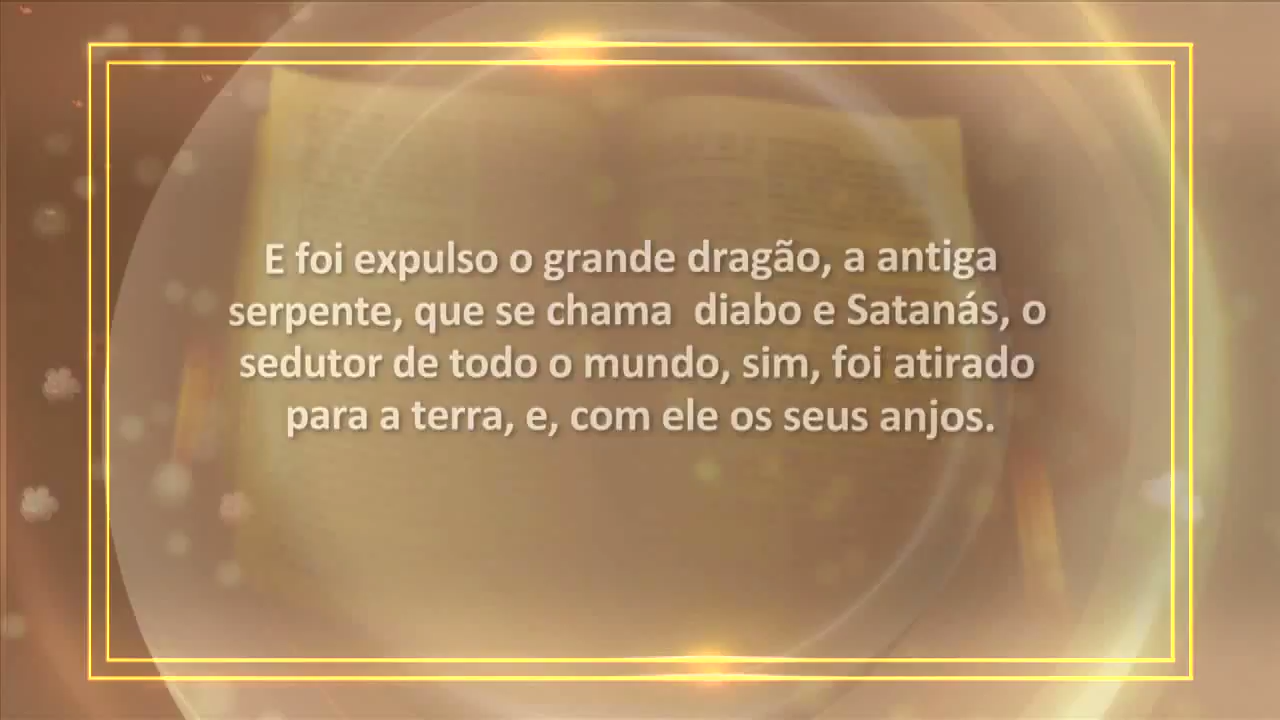 E foi expulso o grande dragão, a antiga
serpente, que se chama  diabo e Satanás, o
sedutor de todo o mundo, sim, foi atirado
para a terra, e, com ele os seus anjos.